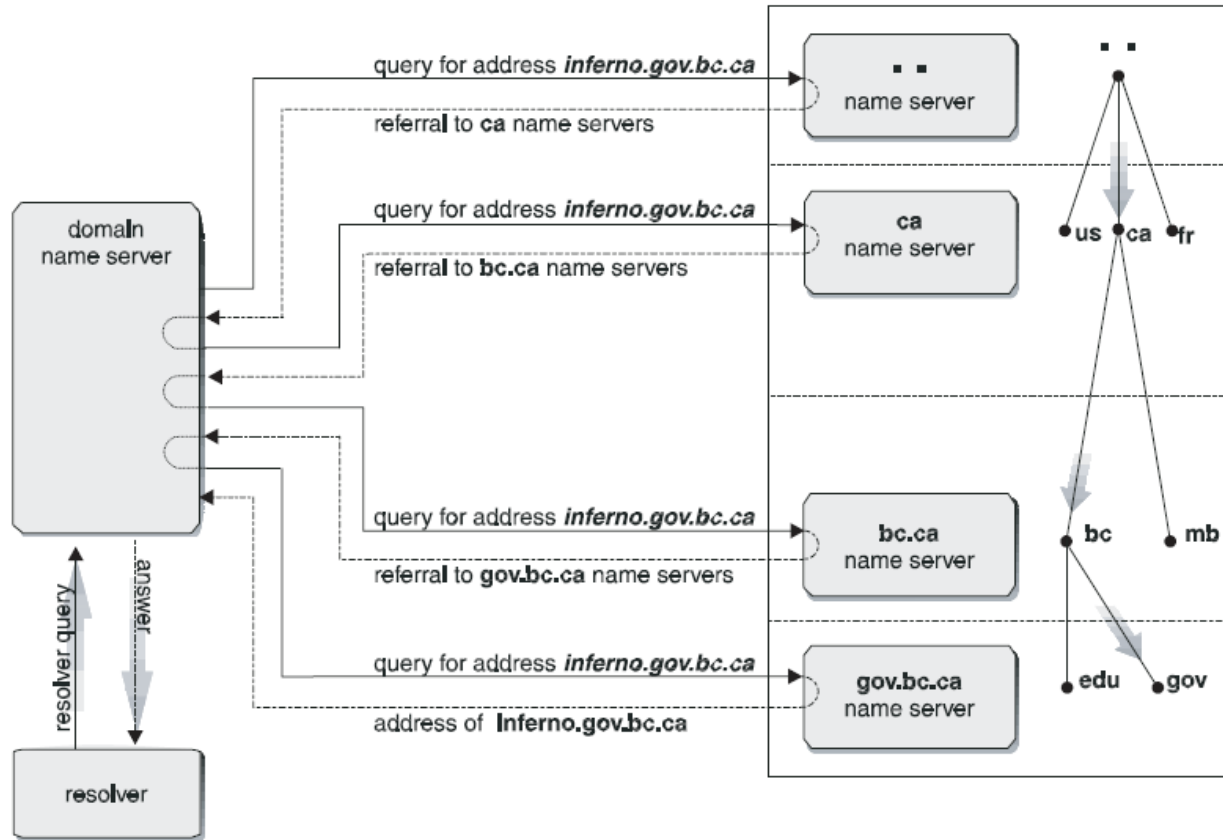 query for address inferno.gov.bc.ca
referral to ca name servers
. .
name server
. .
domain
name server
query for address inferno.gov.bc.ca
referral to bc.ca name servers
ca
name server
us
ca
fr
query for address inferno.gov.bc.ca
referral to gov.bc.ca name servers
bc.ca
name server
bc
mb
resolver query
answer
query for address inferno.gov.bc.ca
address of Inferno.gov.bc.ca
gov.bc.ca
name server
edu
gov
resolver